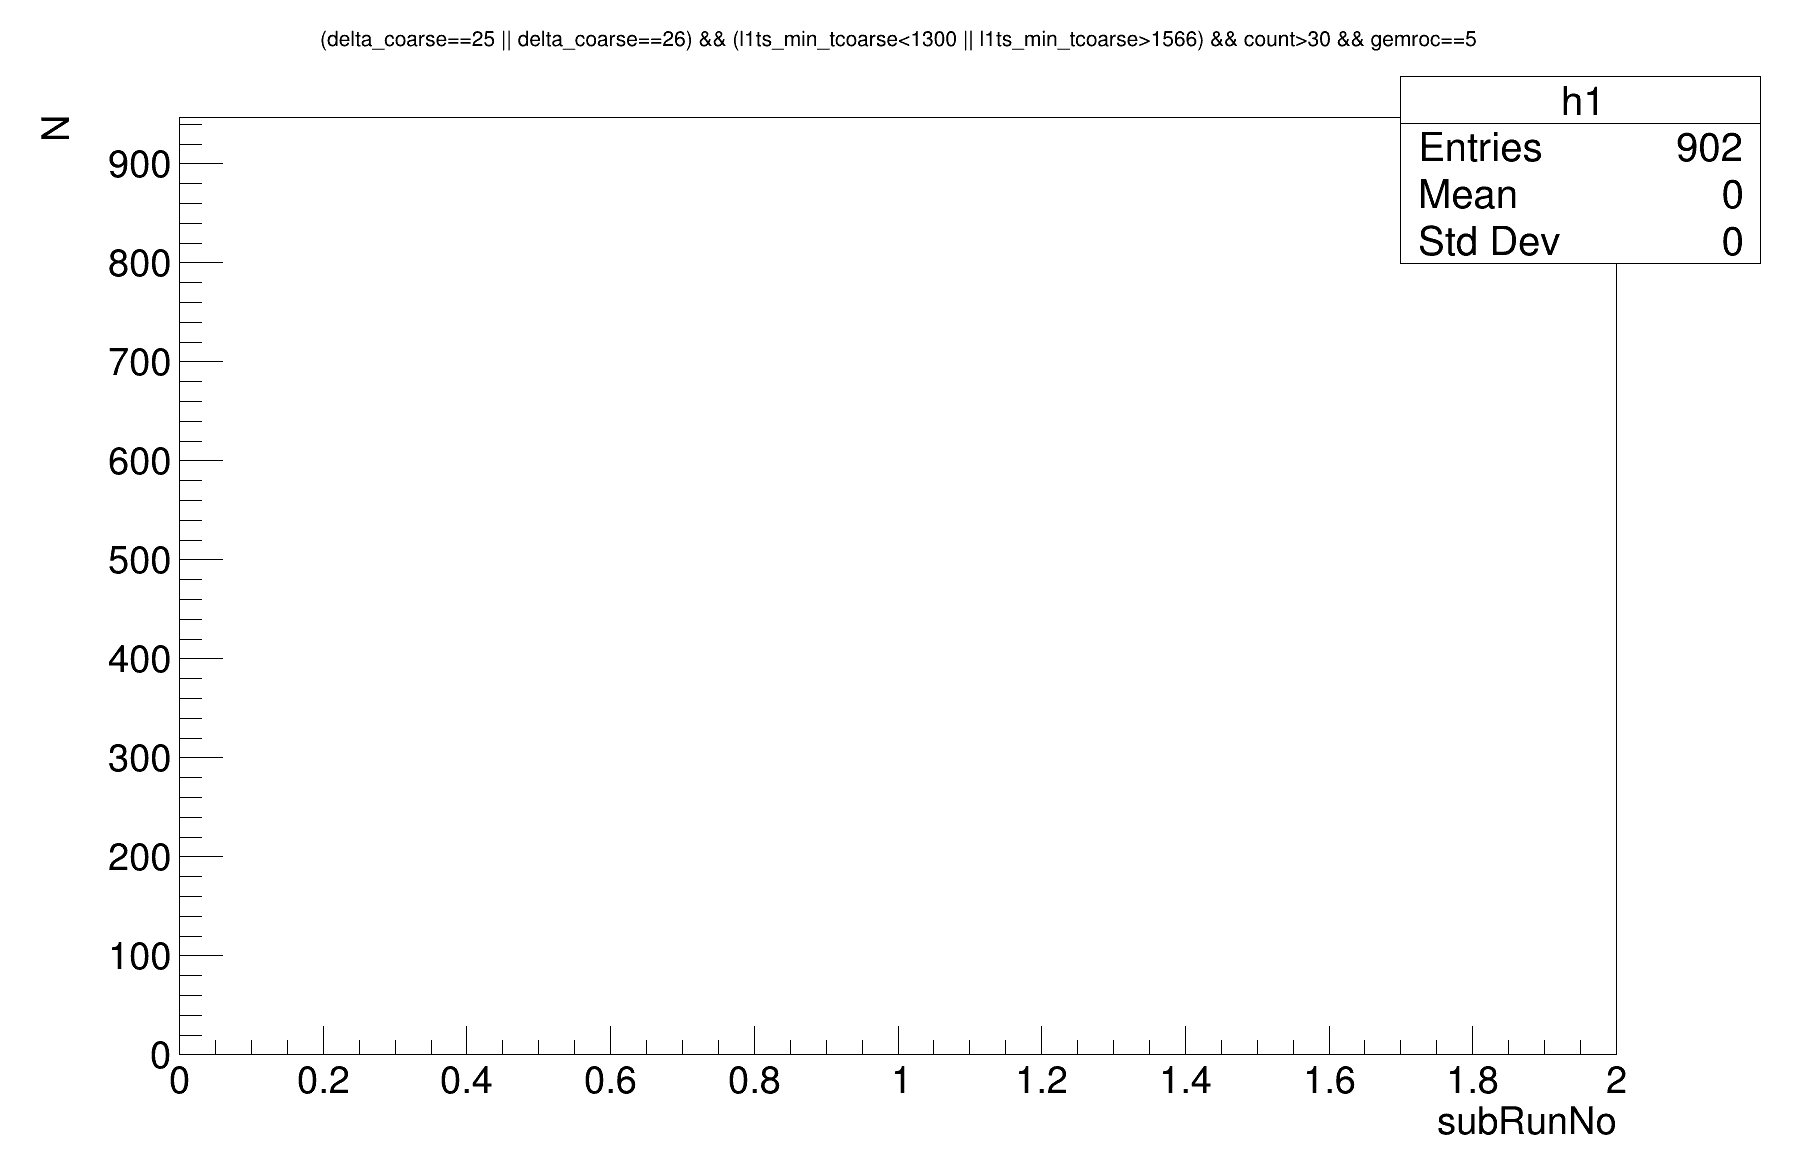 (delta_coarse==25 || delta_coarse==26) && (l1ts_min_tcoarse<1300 || l1ts_min_tcoarse>1566) && count>30 && gemroc==5
h1
Entries 902
Mean 0
Std Dev 0
N
900
800
700
600
500
400
300
200
100
0
0 0.2 0.4 0.6 0.8 1 1.2 1.4 1.6 1.8 2
subRunNo